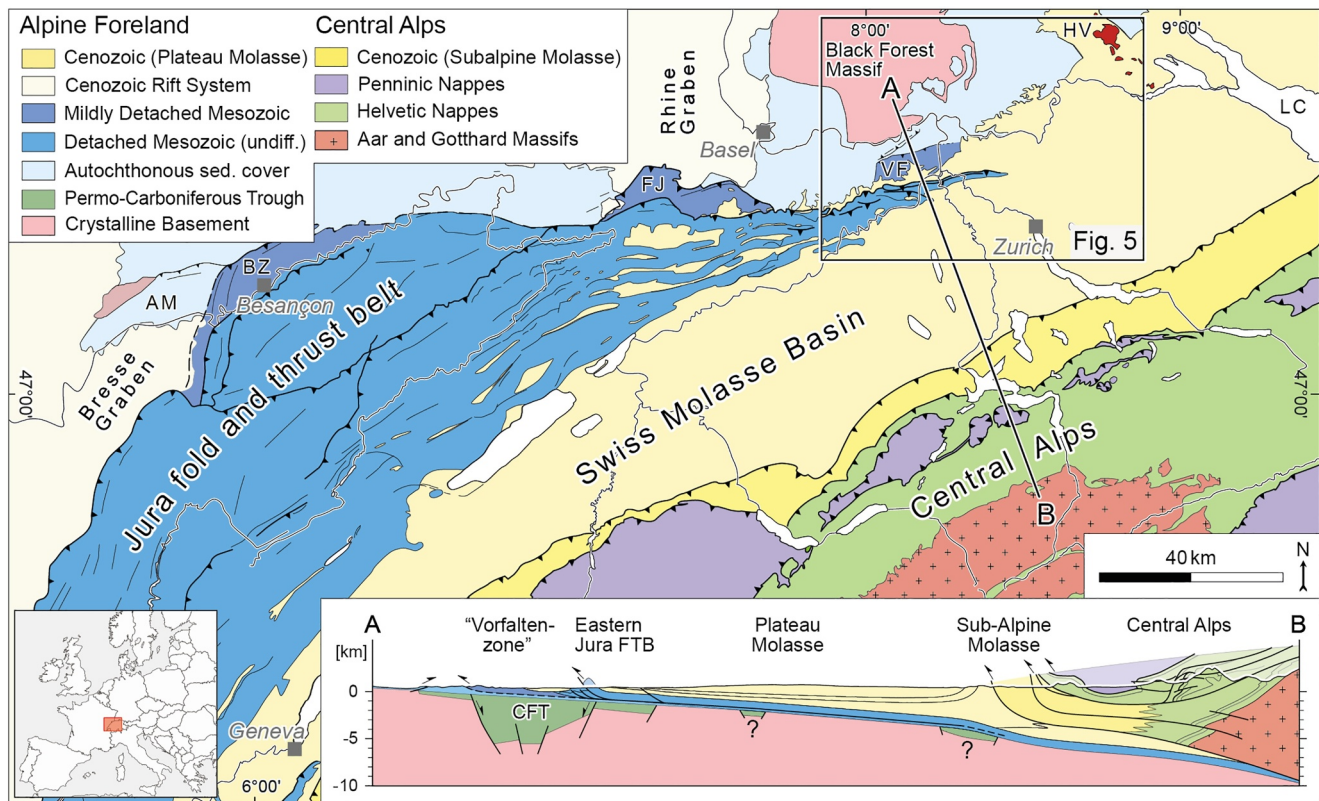 Alpine Foreland
Cenozoic (Plateau Molasse)
Cenozoic Rift System
Mildly Detached Mesozoic
Detached Mesozoic (undiff.)
Autochthonous sed. cover
Permo-Carboniferous Trough
Crystalline Basement
Central Alps
Cenozoic (Subalpine Molasse)
Penninic Nappes
Helvetic Nappes
Aar and Gotthard Massifs
8°00'
9°00'
HV
Black Forest
Massif
A
LC
Rhine
Graben
Basel
VF
FJ
Zurich
Fig. 5
BZ
Besançon
AM
Bresse
Graben
47°00'
47°00'
Jura fold and thrust belt
Swiss Molasse Basin
Central Alps
B
40 km
N
Geneva
6°00'
A
B
"Vorfalten-
zone"
Eastern
Jura FTB
Plateau
Molasse
Sub-Alpine
Molasse
Central Alps
[km]
0
-5
-10
CFT
?
?